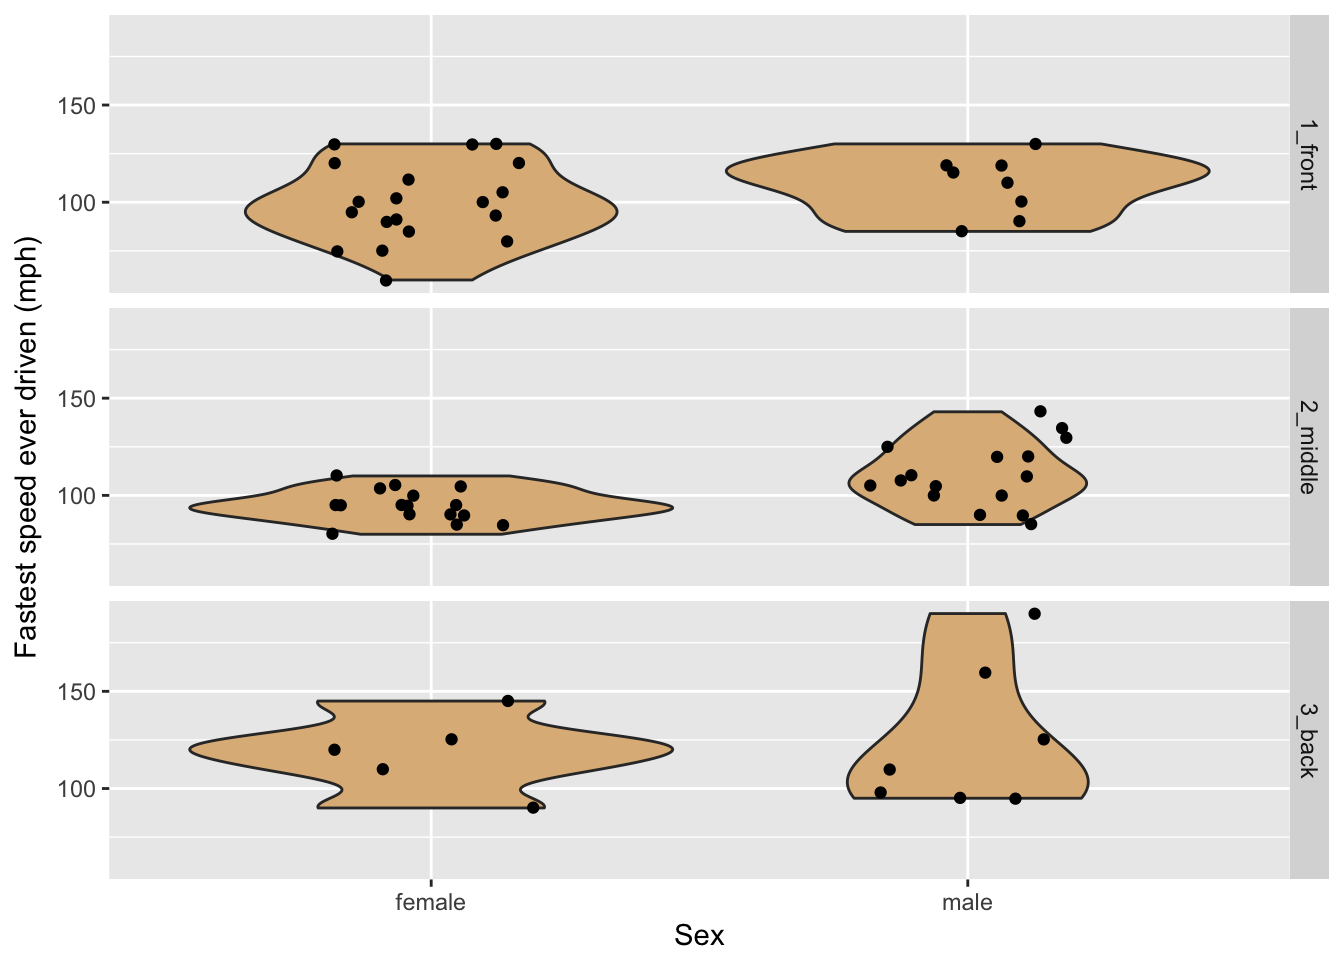 150
100
1_front
150
100
2_middle
150
100
3_back
Fastest speed ever driven (mph)
female
male
Sex